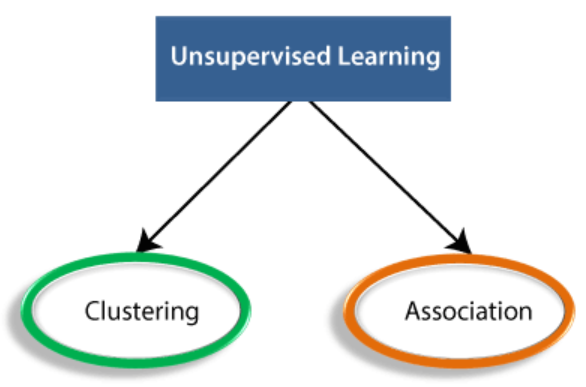 Unsupervised Learning
Clustering
Association